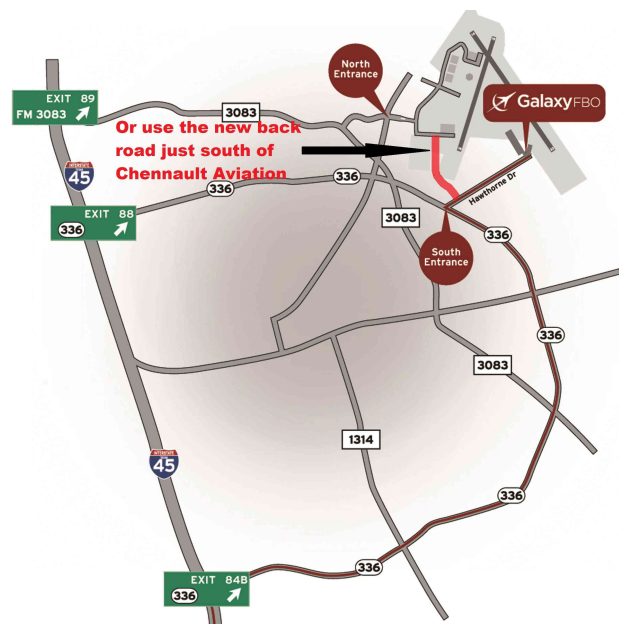 North
Entrance
GalaxyFBO
EXIT 89
FM 3083
3083
Or use the new back
road just south of
Chennault Aviation
INTERSTATE
45
336
336
Hawthorne Dr
EXIT 88
336
3083
336
South
Entrance
336
3083
1314
INTERSTATE
45
336
336
EXIT 84B
336